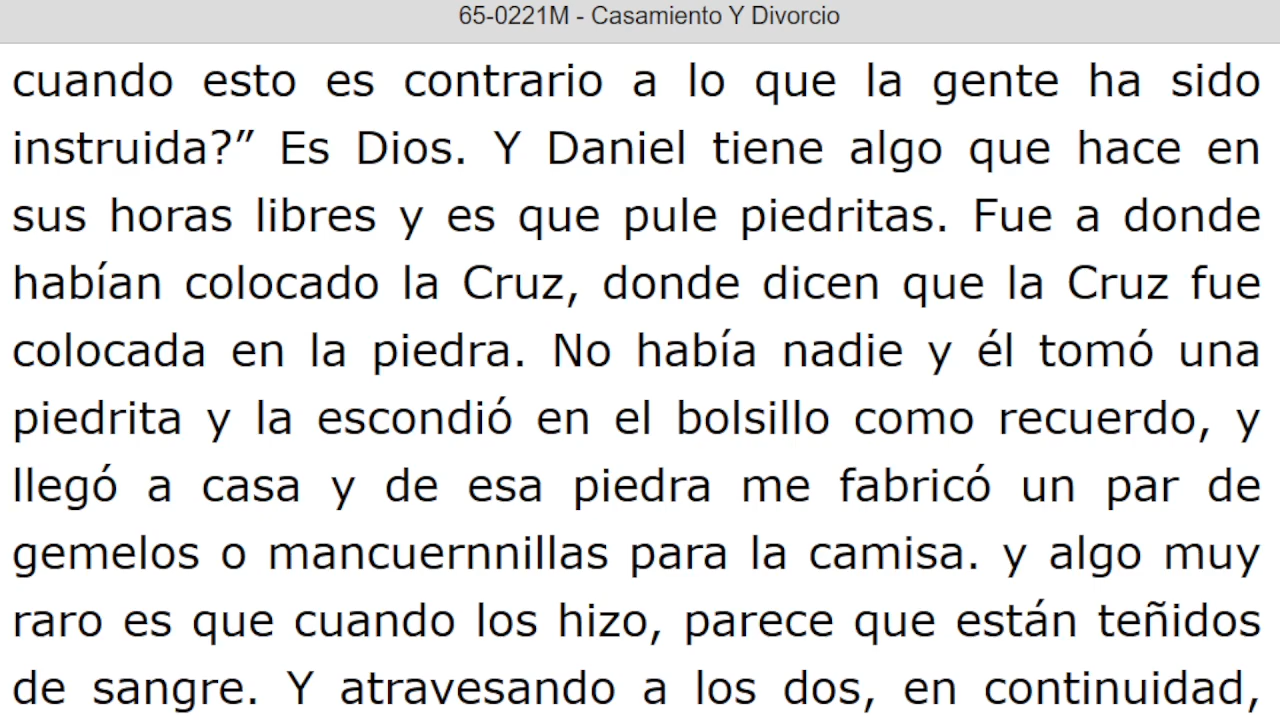 65-0221M - Casamiento Y Divorcio
cuando esto es contrario a lo que la gente ha sido
instruida?” Es Dios. Y Daniel tiene algo que hace en
sus horas libres y es que pule piedritas. Fue a donde
habían colocado la Cruz, donde dicen que la Cruz fue
colocada en la piedra. No había nadie y él tomó una
piedrita y la escondió en el bolsillo como recuerdo, y
llegó a casa y de esa piedra me fabricó un par de
gemelos o mancuernnillas para la camisa. y algo muy
raro es que cuando los hizo, parece que están teñidos
de sangre. Y atravesando a los dos, en continuidad,